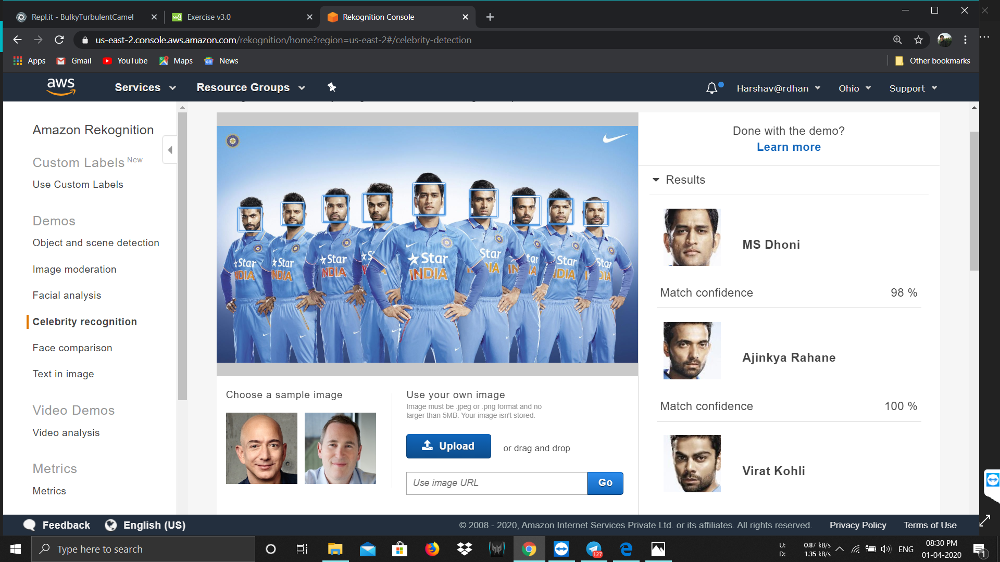 Repl.it - BulkyTurbulentCamel
Exercise v3.0
Rekognition Console
us-east-2.console.aws.amazon.com/rekognition/home?region=us-east-2#/celebrity-detection
Apps
Gmail
YouTube
Maps
News
Other bookmarks
aws
Services
Resource Groups
Harshav@rdhan
Ohio
Support
Amazon Rekognition
Custom Labels New
Use Custom Labels
Demos
Object and scene detection
Image moderation
Facial analysis
Celebrity recognition
Face comparison
Text in image
Video Demos
Video analysis
Metrics
Metrics
Star
INDIA
Star
INDIA
Star
INDIA
Star
INDIA
Star
Star
INDIA
Choose a sample image
Use your own image
Image must be .jpeg or .png format and no
larger than 5MB. Your image isn't stored.
Upload
or drag and drop
Use image URL
Go
Done with the demo?
Learn more
Results
MS Dhoni
Match confidence 98 %
Ajinkya Rahane
Match confidence 100 %
Virat Kohli
Feedback
English (US)
© 2008 - 2020, Amazon Internet Services Private Ltd. or its affiliates. All rights reserved.
Privacy Policy
Terms of Use
Type here to search
127
U: 0.87 kB/s
D: 1.35 kB/s
ENG
08:30 PM
01-04-2020
1